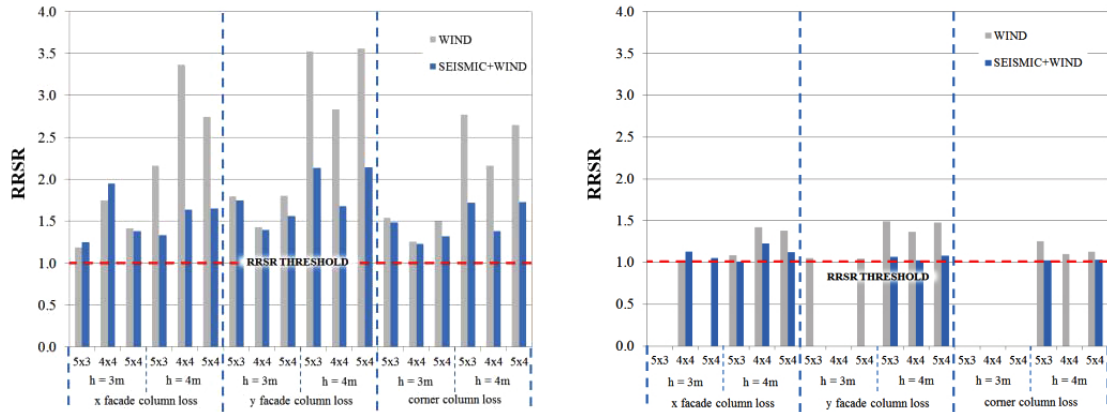 4.0
3.5
3.0
2.5
2.0
1.5
1.0
0.5
0.0
RRSR
WIND
SEISMIC+WIND
RRSR THRESHOLD
5x3 4x4 5x4 5x3 4x4 5x4 5x3 4x4 5x4 5x3 4x4 5x4 5x3 4x4 5x4 5x3 4x4 5x4
h = 3m h = 4m h = 3m h = 4m h = 3m h = 4m
x facade column loss y facade column loss corner column loss
4.0
3.5
3.0
2.5
2.0
1.5
1.0
0.5
0.0
RRSR
WIND
SEISMIC+WIND
RRSR THRESHOLD
5x3 4x4 5x4 5x3 4x4 5x4 5x3 4x4 5x4 5x3 4x4 5x4 5x3 4x4 5x4 5x3 4x4 5x4
h = 3m h = 4m h = 3m h = 4m h = 3m h = 4m
x facade column loss y facade column loss corner column loss